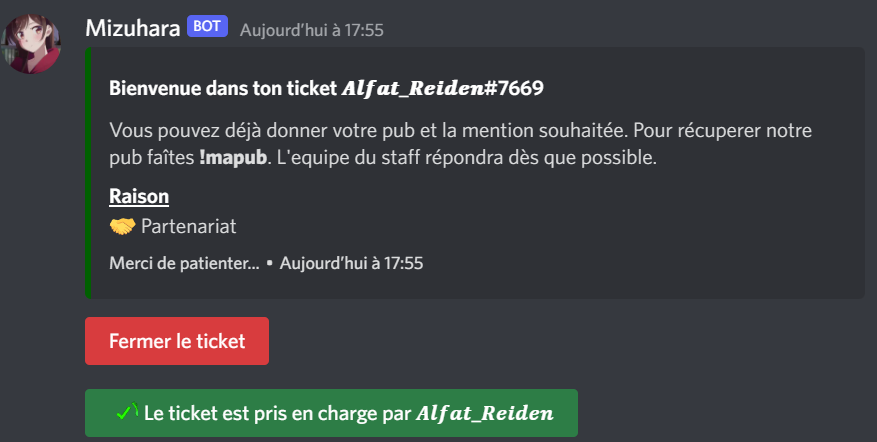 Mizuhara BOT Aujourd’hui à 17:55
Bienvenue dans ton ticket Alfat_Reiden#7669
Vous pouvez déjà donner votre pub et la mention souhaitée. Pour récuperer notre
pub faîtes !mapub. L'equipe du staff répondra dès que possible.
Raison
🤝 Partenariat
Merci de patienter... • Aujourd’hui à 17:55
Fermer le ticket
Le ticket est pris en charge par Alfat_Reiden